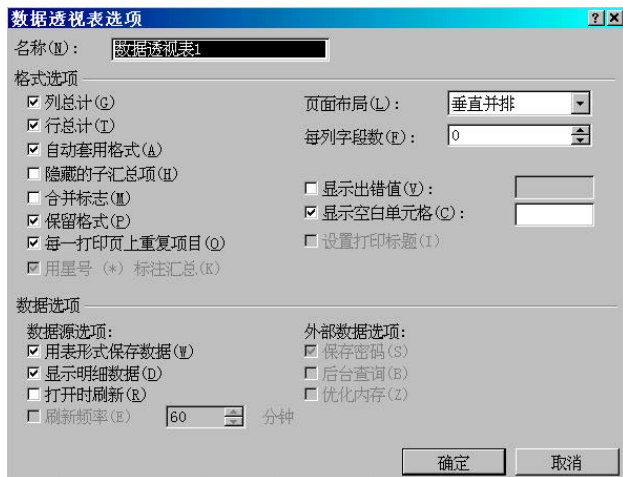 数据透视表选项
名称(N): 数据透视表1
格式选项
列总计(G) 页面布局(L): 垂直并排
行总计(T) 每列字段数(F): 0
自动套用格式(A)
隐藏的子汇总项(H) 显示出错值(V):
合并标志(M) 显示空白单元格(C):
保留格式(P)
每一打印页上重复项目(O) 设置打印标题(I)
用星号 (*) 标注汇总(K)
数据选项
数据源选项: 外部数据选项:
用表形式保存数据(W) 保存密码(S)
显示明细数据(D) 后台查询(B)
打开时刷新(R) 优化内存(Z)
刷新频率(E) 60 分钟
确定 取消